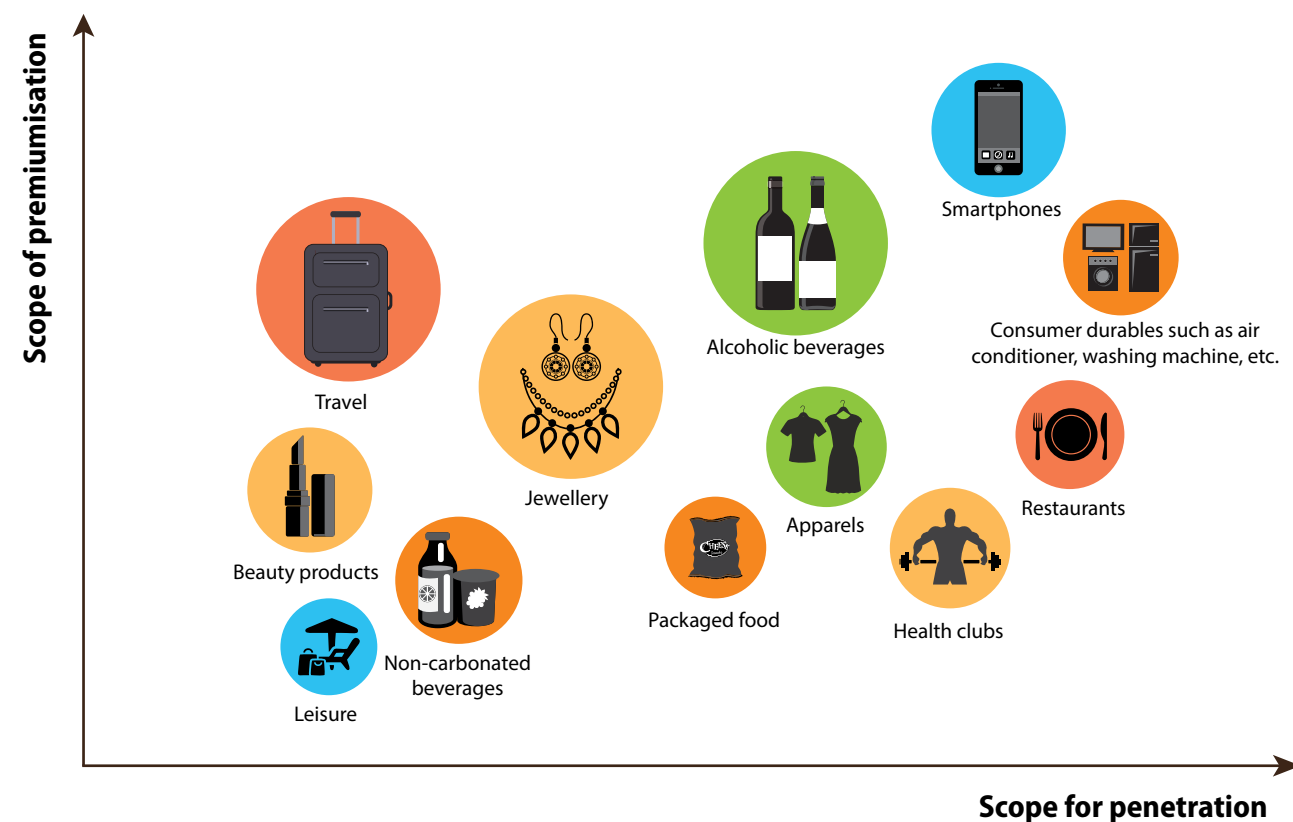 Scope of premiumisation
Smartphones
Consumer durables such as air
conditioner, washing machine, etc.
Alcoholic beverages
Travel
Jewellery
Restaurants
Apparels
Beauty products
Packaged food
Health clubs
Non-carbonated
beverages
Leisure
Scope for penetration